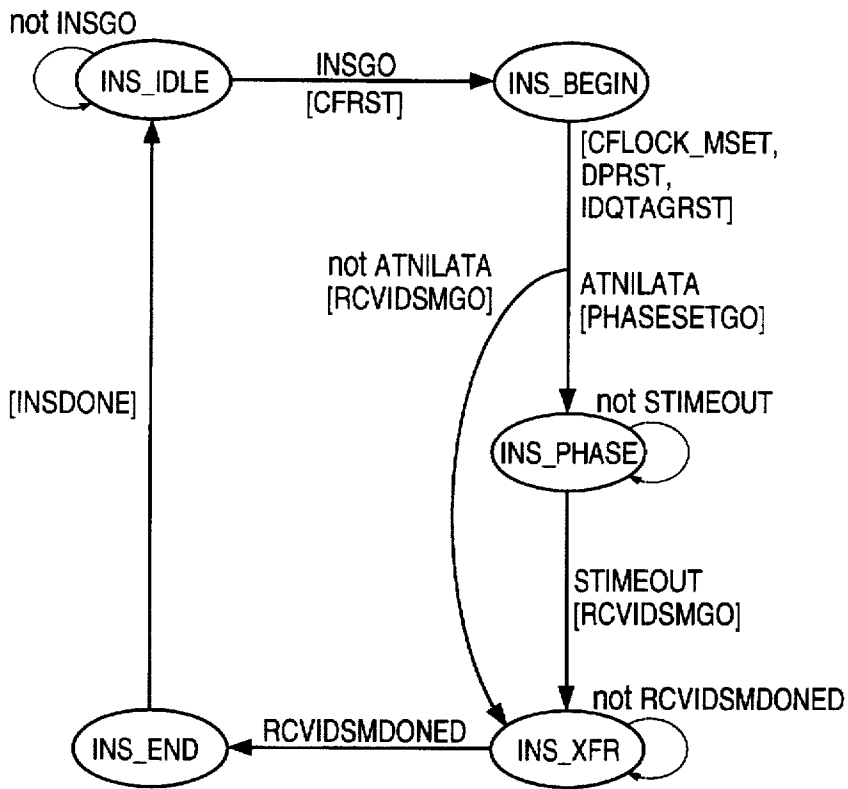 not INSGO
INS_IDLE
INSGO
[CFRST]
INS_BEGIN
[CFLOCK_MSET,
DPRST,
IDQTAGRST]
not ATNILATA
[RCVIDSMGO]
ATNILATA
[PHASESETGO]
[INSDONE]
not STIMEOUT
INS_PHASE
STIMEOUT
[RCVIDSMGO]
not RCVIDSMDONED
RCVIDSMDONED
INS_END
INS_XFR